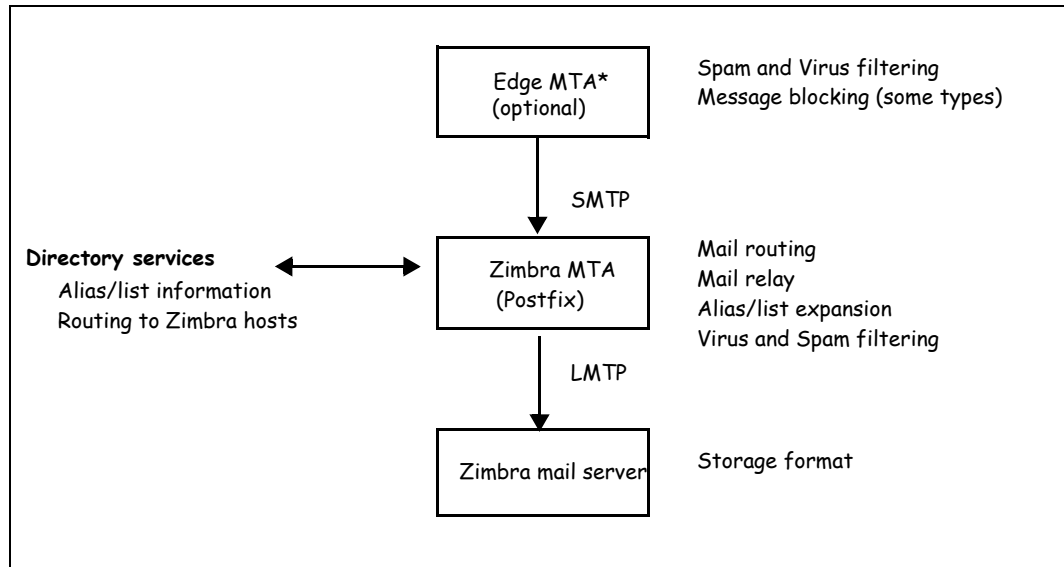 Edge MTA*
(optional)
Spam and Virus filtering
Message blocking (some types)
SMTP
Directory services
Alias/list information
Routing to Zimbra hosts
Zimbra MTA
(Postfix)
Mail routing
Mail relay
Alias/list expansion
Virus and Spam filtering
LMTP
Zimbra mail server
Storage format